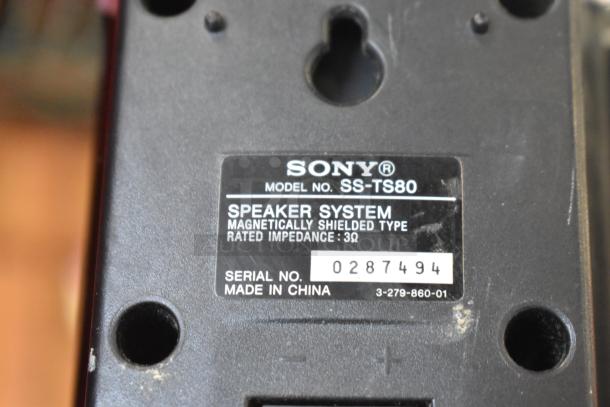 SONY®
MODEL NO. SS-TS80
SPEAKER SYSTEM
MAGNETICALLY SHIELDED TYPE
RATED IMPEDANCE : 3Ω
SERIAL NO. 0287494
MADE IN CHINA 3-279-860-01
− +